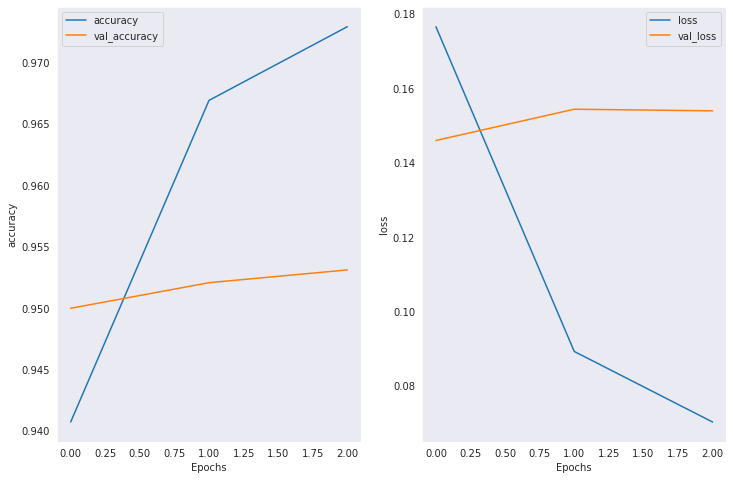 accuracy
val_accuracy
0.970
0.965
0.960
0.955
0.950
0.945
0.940
accuracy
0.00 0.25 0.50 0.75 1.00 1.25 1.50 1.75 2.00
Epochs
loss
val_loss
0.18
0.16
0.14
0.12
0.10
0.08
loss
0.00 0.25 0.50 0.75 1.00 1.25 1.50 1.75 2.00
Epochs